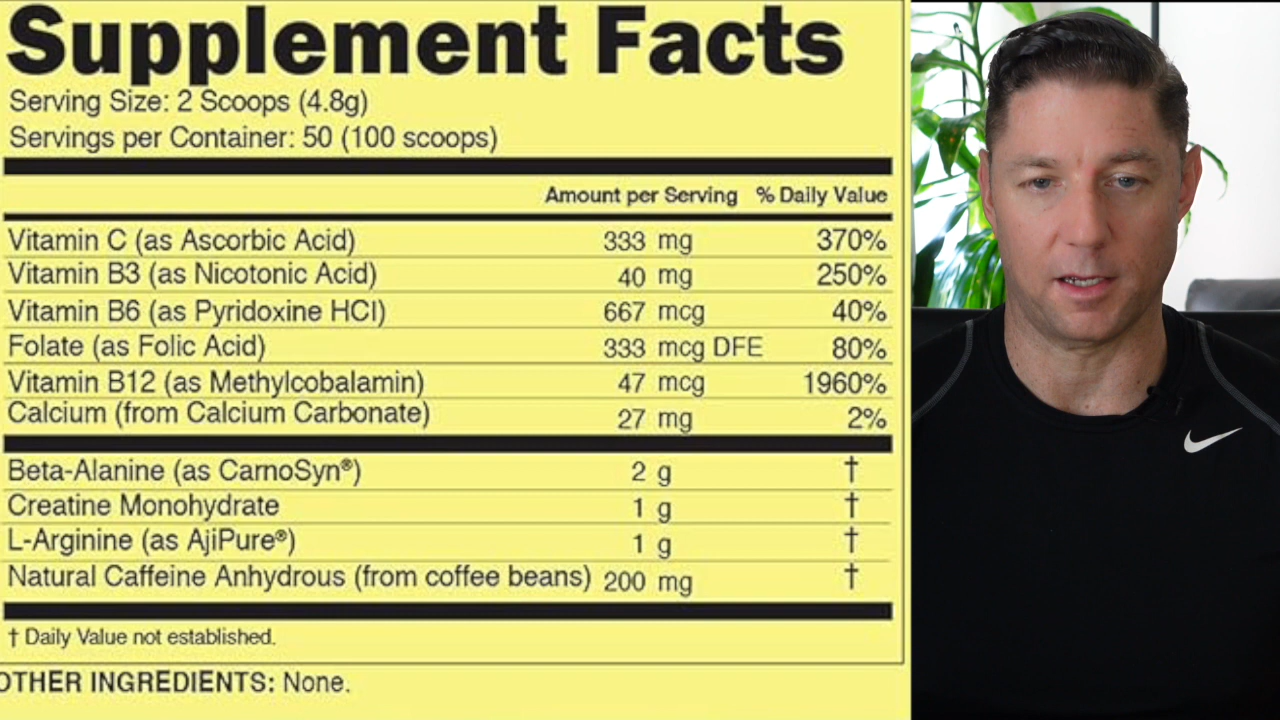 Supplement Facts
Serving Size: 2 Scoops (4.8g)
Servings per Container: 50 (100 scoops)
Amount per Serving % Daily Value
Vitamin C (as Ascorbic Acid) 333 mg 370%
Vitamin B3 (as Nicotonic Acid) 40 mg 250%
Vitamin B6 (as Pyridoxine HCl) 667 mcg 40%
Folate (as Folic Acid) 333 mcg DFE 80%
Vitamin B12 (as Methylcobalamin) 47 mcg 1960%
Calcium (from Calcium Carbonate) 27 mg 2%
Beta-Alanine (as CarnoSyn®) 2 g †
Creatine Monohydrate 1 g †
L-Arginine (as AjiPure®) 1 g †
Natural Caffeine Anhydrous (from coffee beans) 200 mg †
† Daily Value not established.
OTHER INGREDIENTS: None.